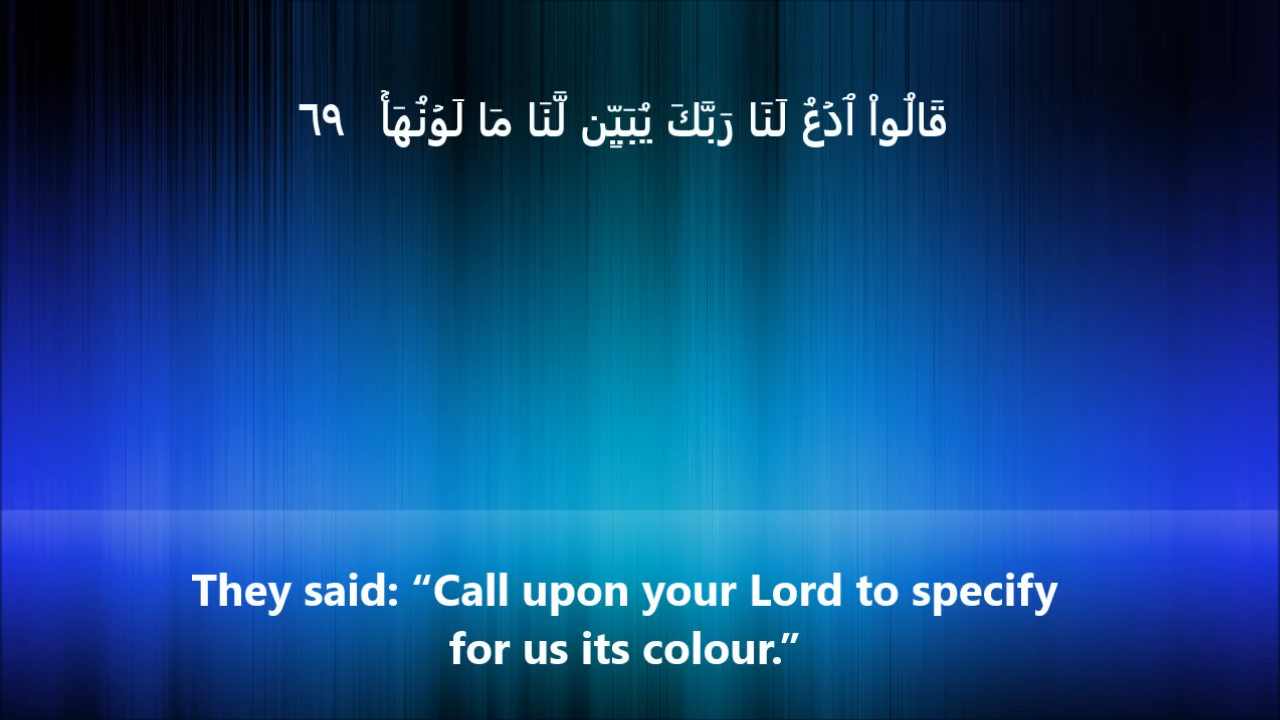 قَالُوا۟ ٱدْعُ لَنَا رَبَّكَ يُبَيِّن لَّنَا مَا لَوْنُهَاۚ ٦٩
They said: “Call upon your Lord to specify
for us its colour.”